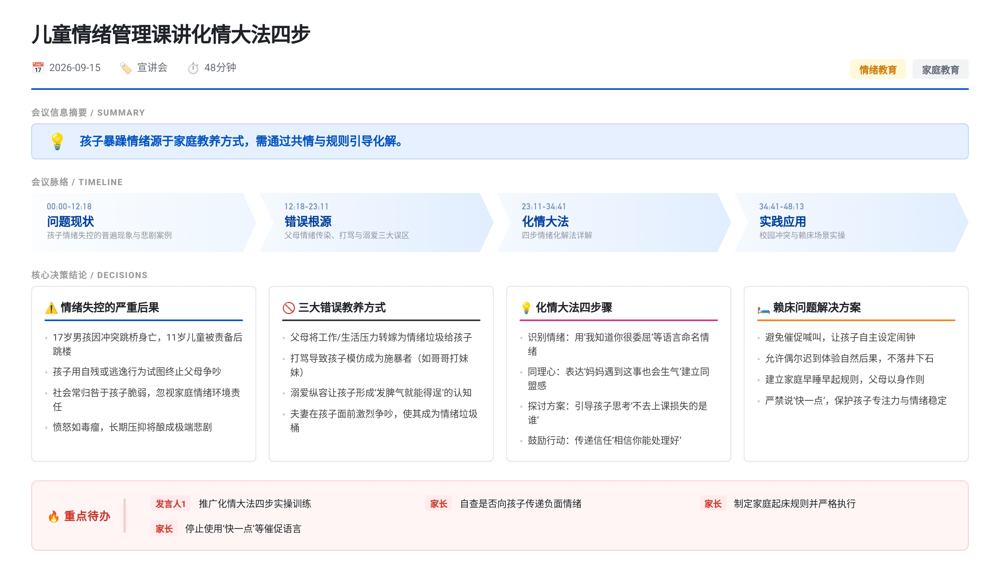 儿童情绪管理课讲化情大法四步
2026-09-15 宣讲会 48分钟
情绪教育 家庭教育
会议信息摘要 / SUMMARY
孩子暴躁情绪源于家庭教养方式，需通过共情与规则引导化解。
会议脉络 / TIMELINE
00:00-12:18
问题现状
孩子情绪失控的普遍现象与悲剧案例
12:18-23:11
错误根源
父母情绪传染、打骂与溺爱三大误区
23:11-34:41
化情大法
四步情绪化解法详解
34:41-48:13
实践应用
校园冲突与赖床场景实操
核心决策结论 / DECISIONS
情绪失控的严重后果
17岁男孩因冲突跳桥身亡，11岁儿童被责备后
跳楼
孩子用自残或逃逸行为试图终止父母争吵
社会常归咎于孩子脆弱，忽视家庭情绪环境责
任
愤怒如毒瘤，长期压抑将酿成极端悲剧
三大错误教养方式
父母将工作/生活压力转嫁为情绪垃圾给孩子
打骂导致孩子模仿成为施暴者（如哥哥打妹
妹）
溺爱纵容让孩子形成‘发脾气就能得逞’的认知
夫妻在孩子面前激烈争吵，使其成为情绪垃圾
桶
化情大法四步骤
识别情绪：用‘我知道你很委屈’等语言命名情
绪
同理心：表达‘妈妈遇到这事也会生气’建立同
盟感
探讨方案：引导孩子思考‘不去上课损失的是
谁’
鼓励行动：传递信任‘相信你能处理好’
赖床问题解决方案
避免催促喊叫，让孩子自主设定闹钟
允许偶尔迟到体验自然后果，不落井下石
建立家庭早睡早起规则，父母以身作则
严禁说‘快一点’，保护孩子专注力与情绪稳定
重点待办
发言人1 推广化情大法四步实操训练
家长 自查是否向孩子传递负面情绪
家长 制定家庭起床规则并严格执行
家长 停止使用‘快一点’等催促语言